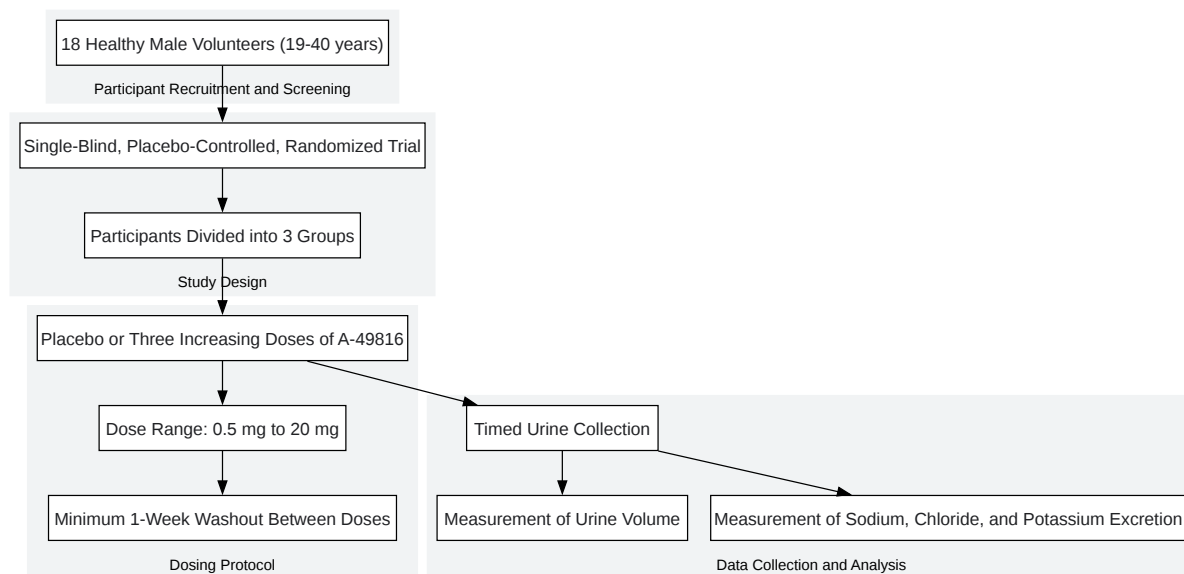 18 Healthy Male Volunteers (19-40 years)
Participant Recruitment and Screening
Single-Blind, Placebo-Controlled, Randomized Trial
Participants Divided into 3 Groups
Study Design
Placebo or Three Increasing Doses of A-49816
Dose Range: 0.5 mg to 20 mg
Timed Urine Collection
Minimum 1-Week Washout Between Doses
Measurement of Urine Volume
Measurement of Sodium, Chloride, and Potassium Excretion
Dosing Protocol
Data Collection and Analysis